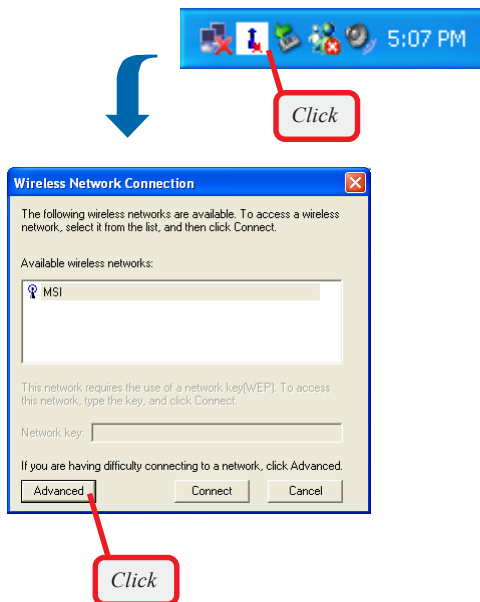 5:07 PM
Click
Wireless Network Connection
The following wireless networks are available. To access a wireless
network, select it from the list, and then click Connect.
Available wireless networks:
MSI
This network requires the use of a network key(WEP). To access
this network, type the key, and click Connect.
Network key:
If you are having difficulty connecting to a network, click Advanced.
Advanced
Connect
Cancel
Click